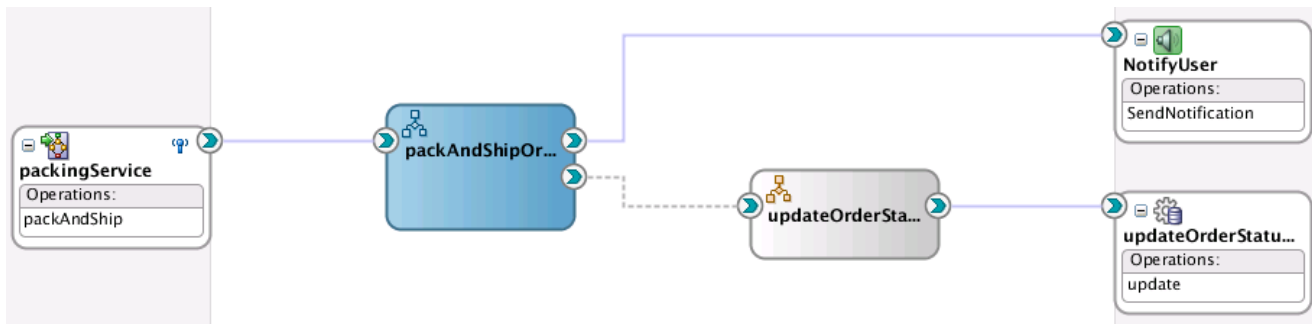 packingService
Operations:
packAndShip
packAndShipOr...
updateOrderSta...
NotifyUser
Operations:
SendNotification
updateOrderStatu...
Operations:
update